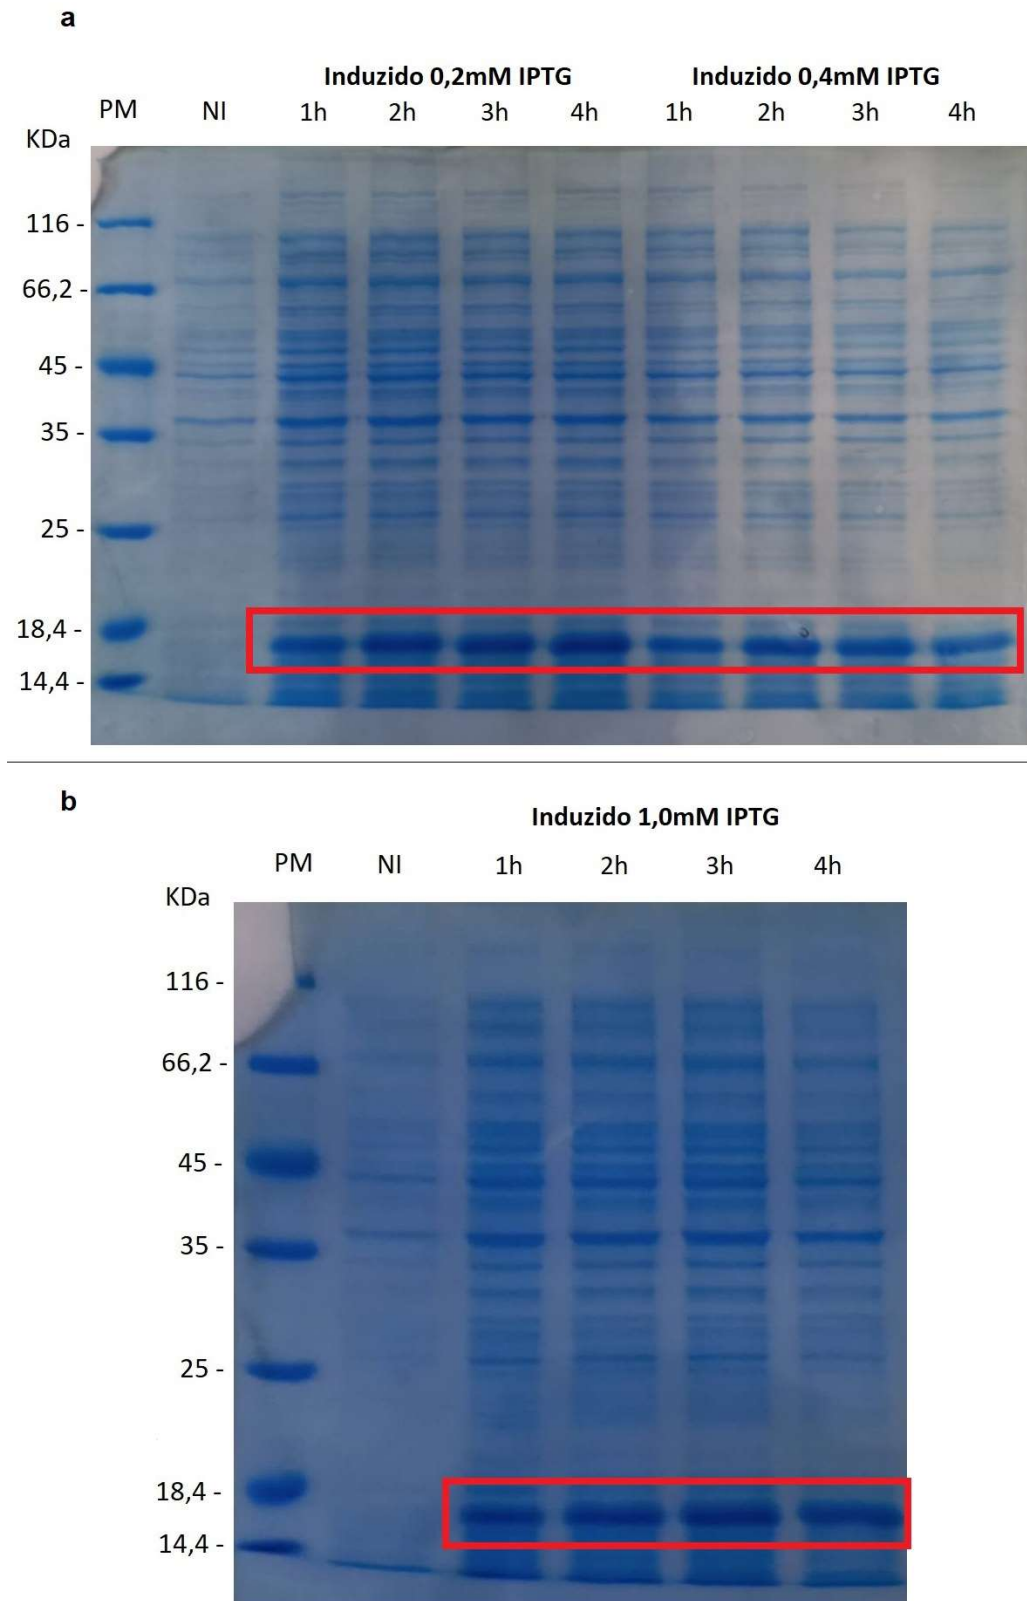 a
Induzido 0,2mM IPTG Induzido 0,4mM IPTG
PM NI 1h 2h 3h 4h 1h 2h 3h 4h
KDa
116 -
66,2 -
45 -
35 -
25 -
18,4 -
14,4 -
b
Induzido 1,0mM IPTG
PM NI 1h 2h 3h 4h
KDa
116 -
66,2 -
45 -
35 -
25 -
18,4 -
14,4 -